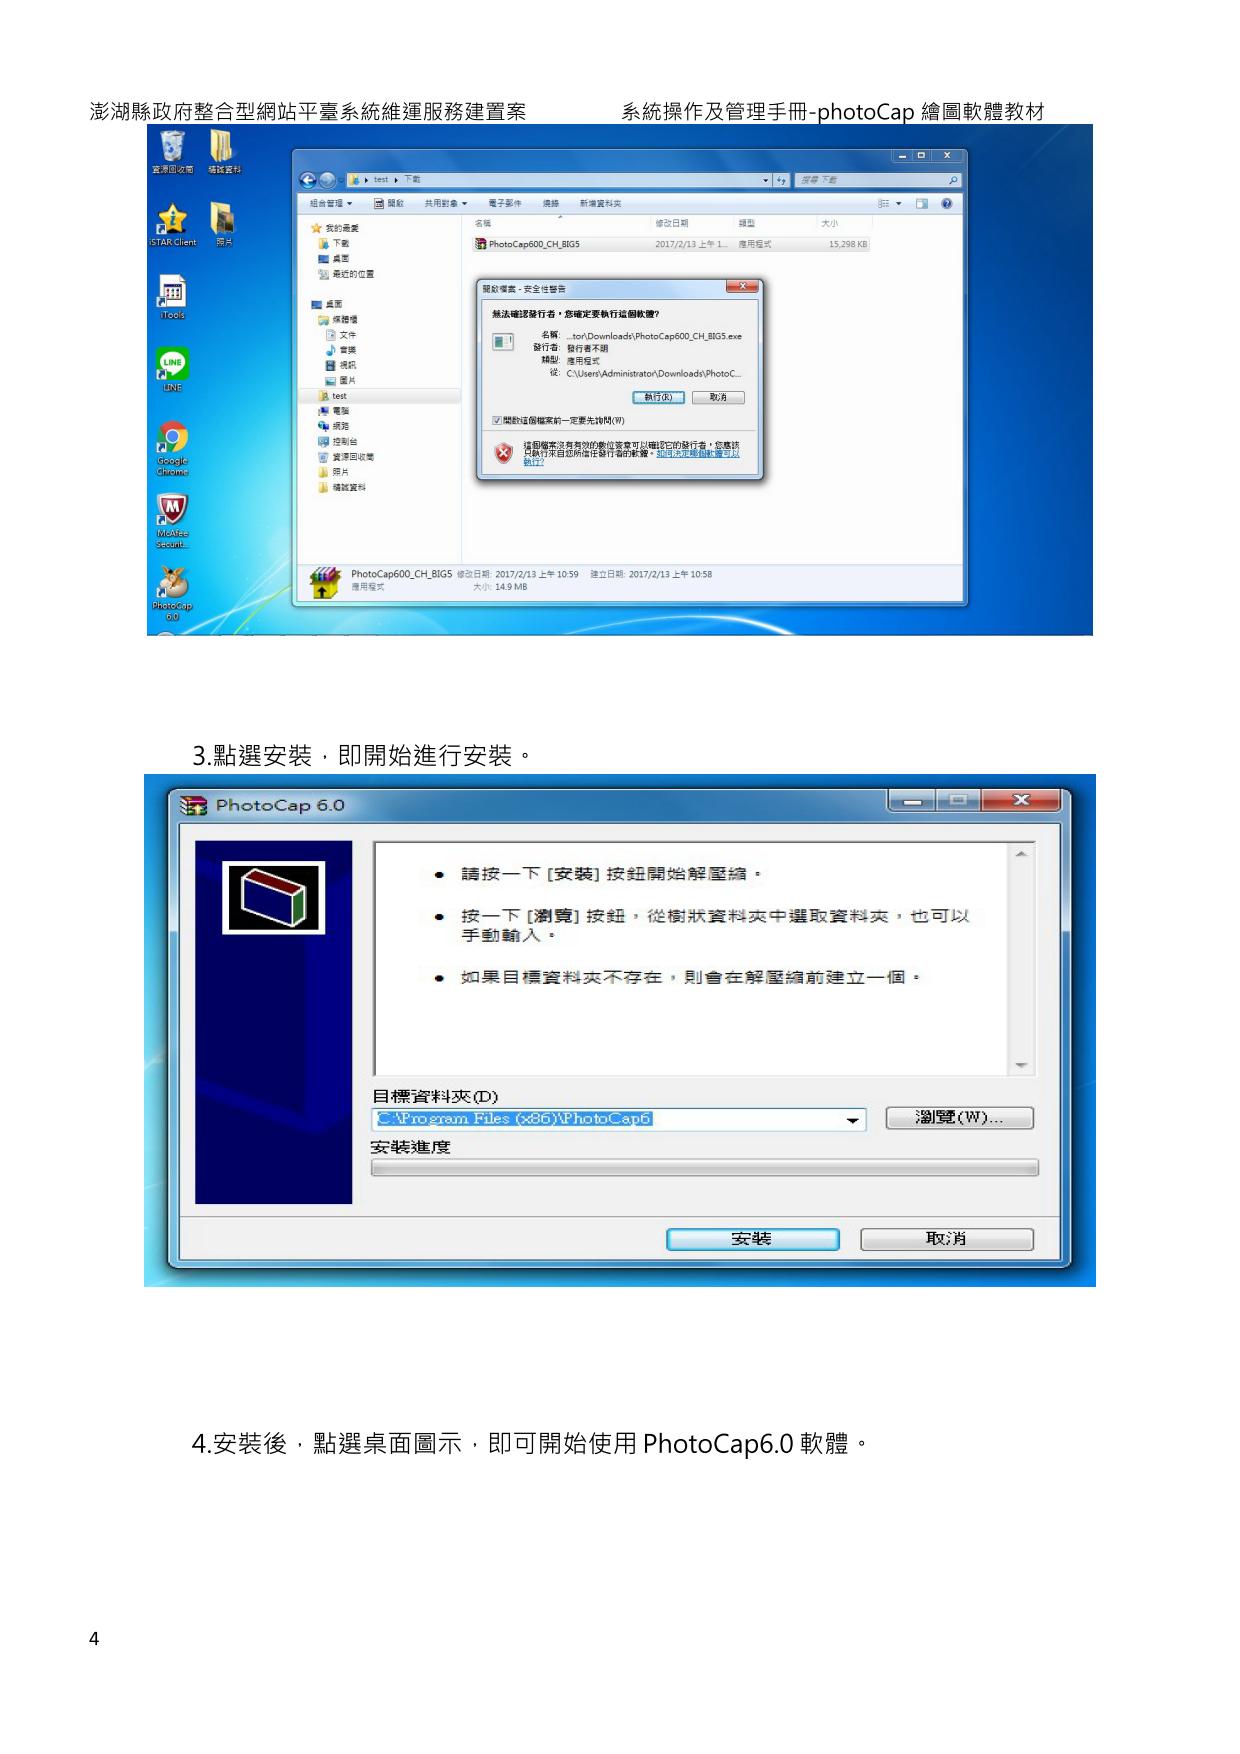 澎湖縣政府整合型網站平臺系統維運服務建置案 系統操作及管理手冊-photoCap 繪圖軟體教材
資源回收筒
精誠資料
iSTAR Client
照片
iTools
LINE
Google Chrome
McAfee Securit...
PhotoCap 6.0
test 下載
搜尋 下載
組合管理 開啟 共用對象 電子郵件 燒錄 新增資料夾
我的最愛
下載
桌面
最近的位置
桌面
媒體櫃
文件
音樂
視訊
圖片
test
電腦
網路
控制台
資源回收筒
照片
精誠資料
名稱 修改日期 類型 大小
PhotoCap600_CH_BIG5 2017/2/13 上午 1... 應用程式 15,298 KB
開啟檔案 - 安全性警告
無法確認發行者，您確定要執行這個軟體?
名稱: ...tor\Downloads\PhotoCap600_CH_BIG5.exe
發行者: 發行者不明
類型: 應用程式
從: C:\Users\Administrator\Downloads\PhotoC...
執行(R) 取消
開啟這個檔案前一定要先詢問(W)
這個檔案沒有有效的數位簽章可以確認它的發行者，您應該
只執行來自您所信任發行者的軟體。如何決定哪個軟體可以
執行?
PhotoCap600_CH_BIG5 修改日期: 2017/2/13 上午 10:59 建立日期: 2017/2/13 上午 10:58
應用程式 大小: 14.9 MB
3.點選安裝，即開始進行安裝。
PhotoCap 6.0
● 請按一下 [安裝] 按鈕開始解壓縮。
● 按一下 [瀏覽] 按鈕，從樹狀資料夾中選取資料夾，也可以
手動輸入。
● 如果目標資料夾不存在，則會在解壓縮前建立一個。
目標資料夾(D)
C:\Program Files (x86)\PhotoCap6
瀏覽(W)...
安裝進度
安裝 取消
4.安裝後，點選桌面圖示，即可開始使用 PhotoCap6.0 軟體。
4